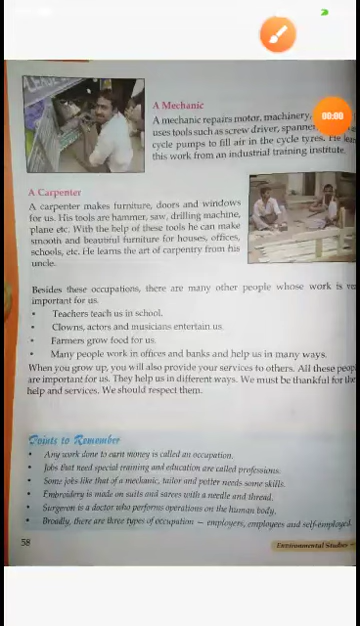 00:00
A Mechanic
A mechanic repairs motor, machinery,
uses tools such as screw driver, spanner,
cycle pumps to fill air in the cycle tyres. He
this work from an industrial training institute.
A Carpenter
A carpenter makes furniture, doors and windows
for us. His tools are hammer, saw, drilling machine,
plane etc. With the help of these tools he can make
smooth and beautiful furniture for houses, offices,
schools, etc. He learns the art of carpentry from his
uncle.
Besides these occupations, there are many other people whose work is
important for us.
• Teachers teach us in school.
• Clowns, actors and musicians entertain us.
• Farmers grow food for us.
• Many people work in offices and banks and help us in many ways.
When you grow up, you will also provide your services to others. All these
are important for us. They help us in different ways. We must be thankful for
help and services. We should respect them.
Points to Remember
• Any work done to earn money is called an occupation.
• Jobs that need special training and education are called professions.
• Some jobs like that of a mechanic, tailor and potter needs some skills.
• Embroidery is made on suits and sarees with a needle and thread.
• Surgeon is a doctor who performs operations on the human body.
• Broadly, there are three types of occupation — employers, employees and self-employed.
58
Environmental Studies